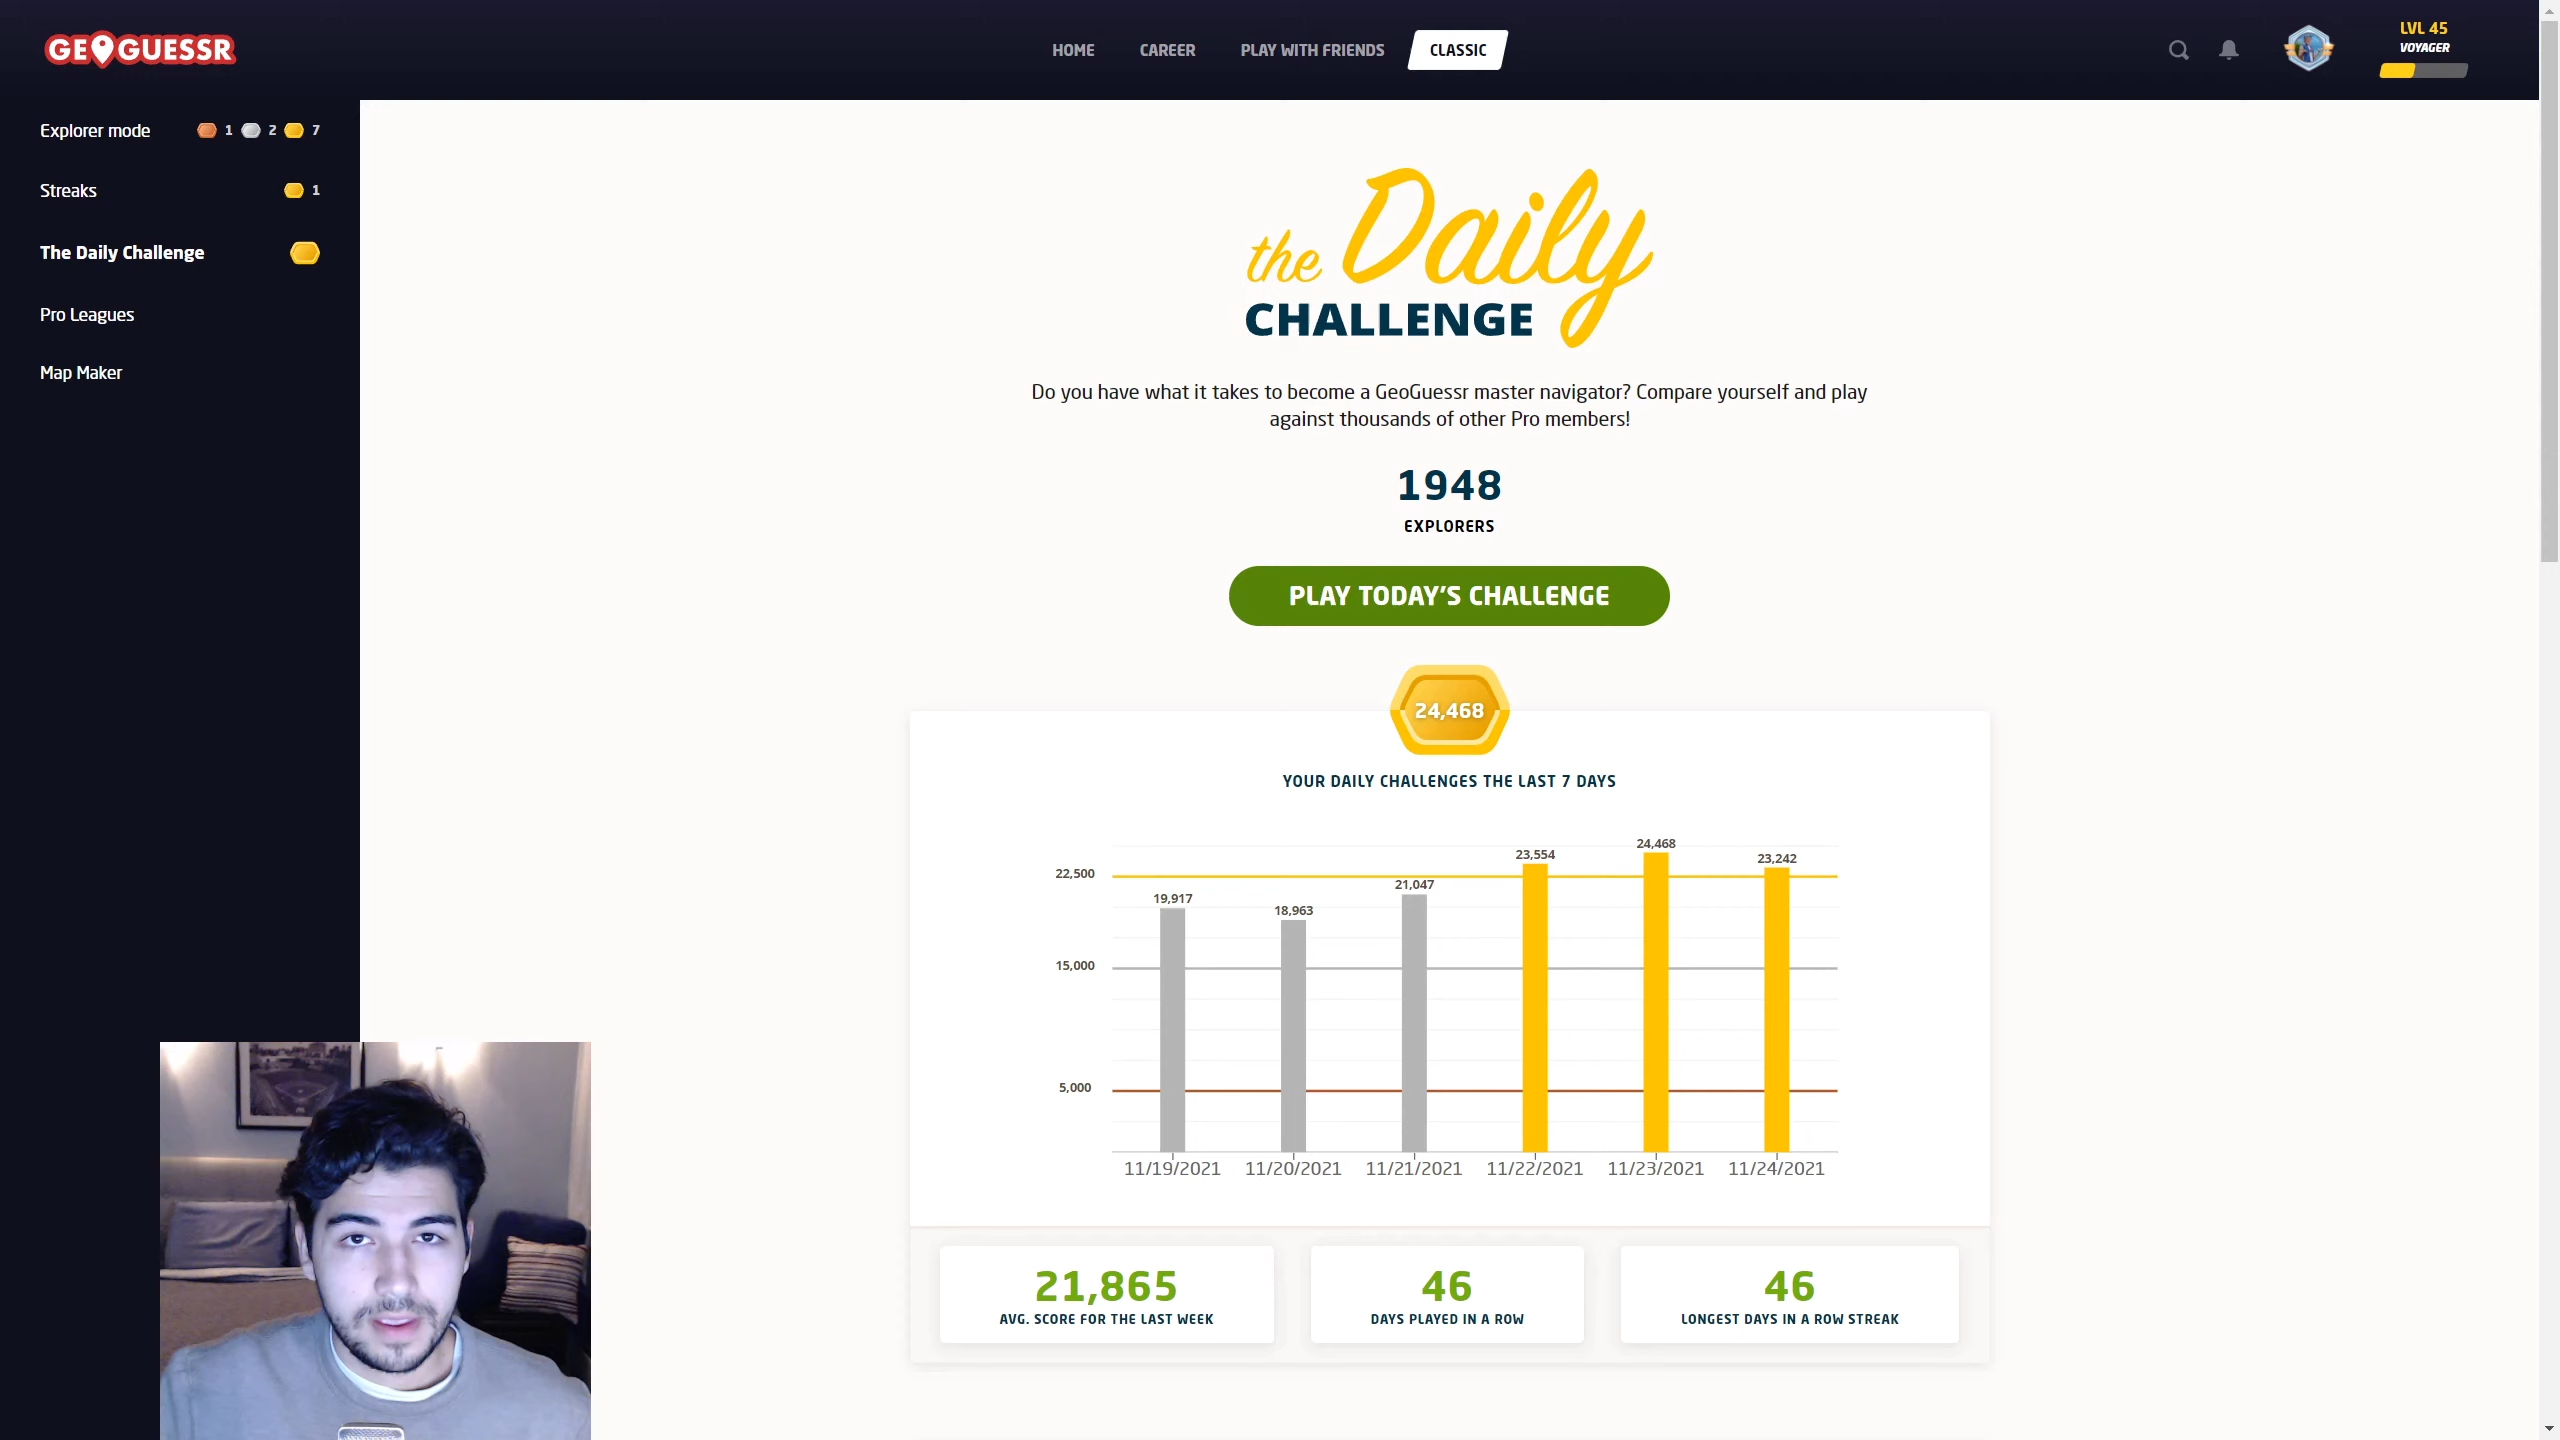 GEOGUESSR
HOME
CAREER
PLAY WITH FRIENDS
CLASSIC
LVL 45
VOYAGER
Explorer mode
1
2
7
Streaks
1
The Daily Challenge
Pro Leagues
Map Maker
the Daily
CHALLENGE
Do you have what it takes to become a GeoGuessr master navigator? Compare yourself and play
against thousands of other Pro members!
1948
EXPLORERS
PLAY TODAY'S CHALLENGE
24,468
YOUR DAILY CHALLENGES THE LAST 7 DAYS
22,500
15,000
5,000
19,917
18,963
21,047
23,554
24,468
23,242
11/19/2021
11/20/2021
11/21/2021
11/22/2021
11/23/2021
11/24/2021
21,865
AVG. SCORE FOR THE LAST WEEK
46
DAYS PLAYED IN A ROW
46
LONGEST DAYS IN A ROW STREAK